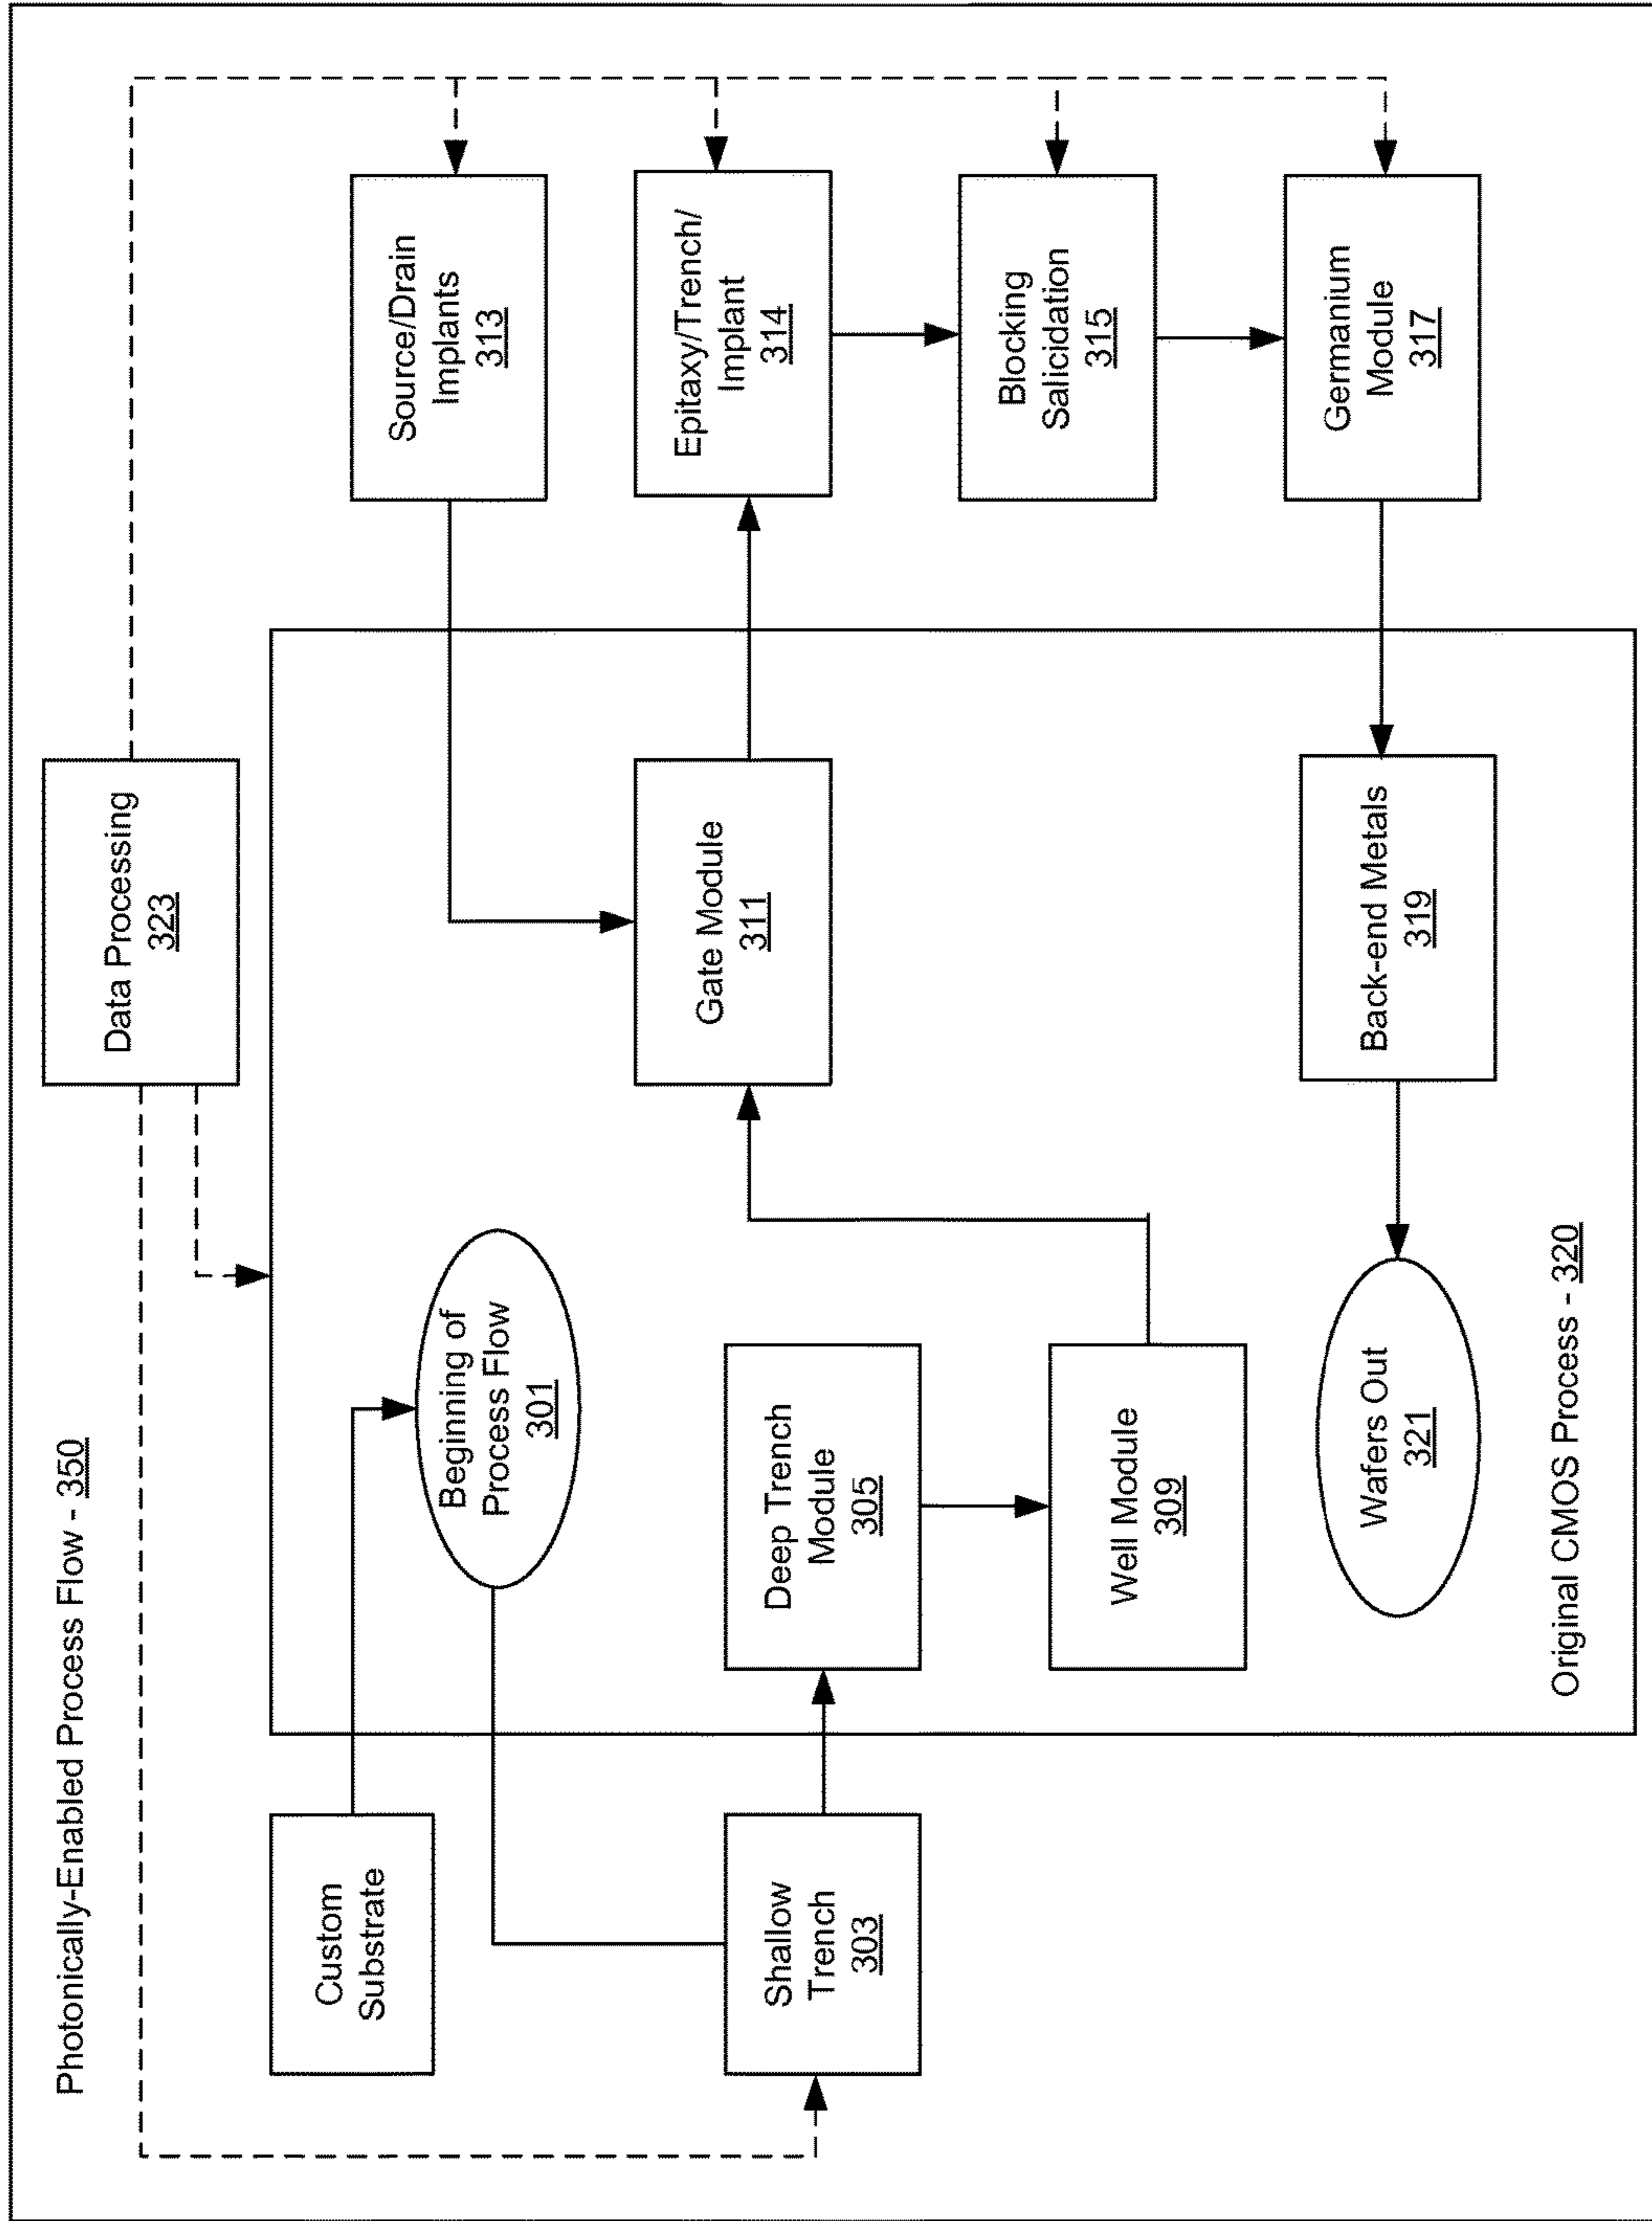 Photonically-Enabled Process Flow - 350
Data Processing
323
Custom
Substrate
Beginning of
Process Flow
301
Source/Drain
Implants
313
Shallow
Trench
303
Deep Trench
Module
305
Gate Module
311
Epitaxy/Trench/
Implant
314
Well Module
309
Blocking
Salicidation
315
Wafers Out
321
Back-end Metals
319
Germanium
Module
317
Original CMOS Process - 320